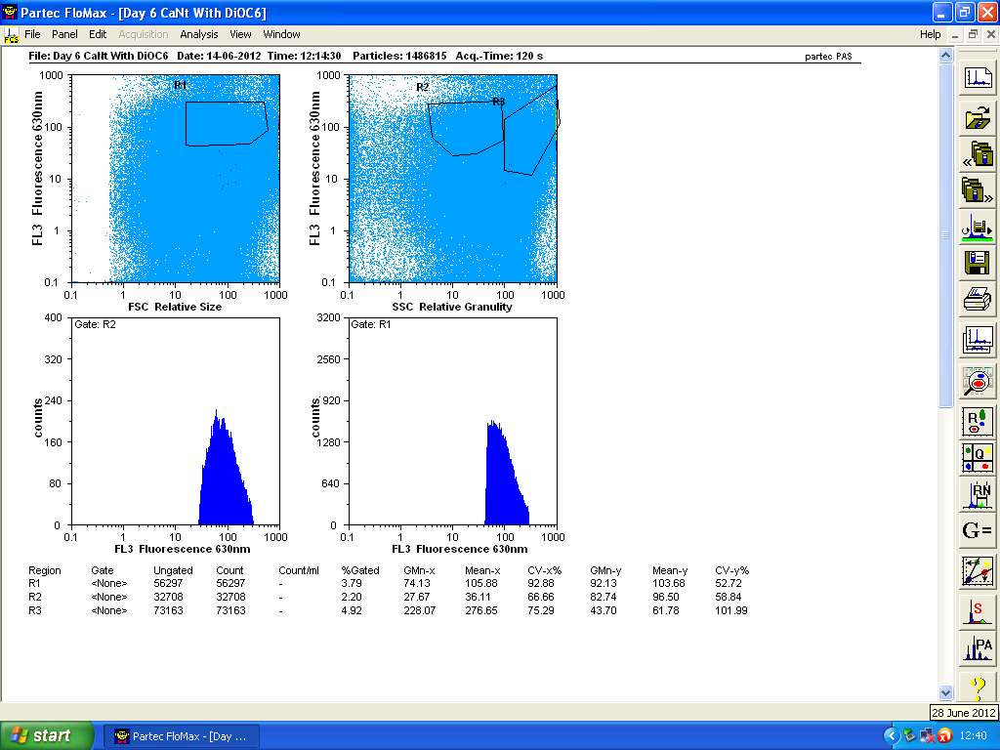 Partec FloMax - [Day 6 CaNt With DiOC6]
File Panel Edit Acquisition Analysis View Window Help
File: Day 6 CaNt With DiOC6 Date: 14-06-2012 Time: 12:14:30 Particles: 1486815 Acq.-Time: 120 s partec PAS
1000
100
10
1
0.1
FL3 Fluorescence 630nm
R1
0.1 1 10 100 1000
FSC Relative Size
1000
100
10
1
0.1
FL3 Fluorescence 630nm
R2
R3
0.1 1 10 100 1000
SSC Relative Granulity
400
320
240
160
80
0
counts
Gate: R2
0.1 1 10 100 1000
FL3 Fluorescence 630nm
3200
2560
1280
640
0
counts
Gate: R1
0.1 1 10 100 1000
FL3 Fluorescence 630nm
Region Gate Ungated Count Count/ml %Gated GMn-x Mean-x CV-x% GMn-y Mean-y CV-y%
R1 <None> 56297 56297 - 3.79 74.13 105.88 92.88 92.13 103.68 52.72
R2 <None> 32708 32708 - 2.20 27.67 36.11 66.66 82.74 96.50 58.84
R3 <None> 73163 73163 - 4.92 228.07 276.65 75.29 43.70 61.78 101.99
FCS
R
Q
RN
G=
S
PA
?
28 June 2012
start
Partec FloMax - [Day ...
12:40